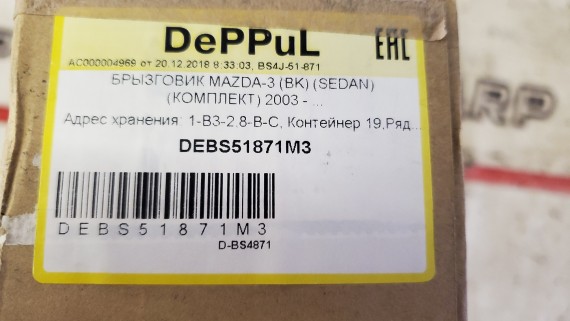 DePPuL EAC
AC000004969 от 20.12.2018 8:33:03, BS4J-51-871
БРЫЗГОВИК MAZDA-3 (BK) (SEDAN)
(КОМПЛЕКТ) 2003 - ...
Адрес хранения: 1-B3-2.8-B-C, Контейнер 19,Ряд...
DEBS51871M3
DEBS51871M3
D-BS4871